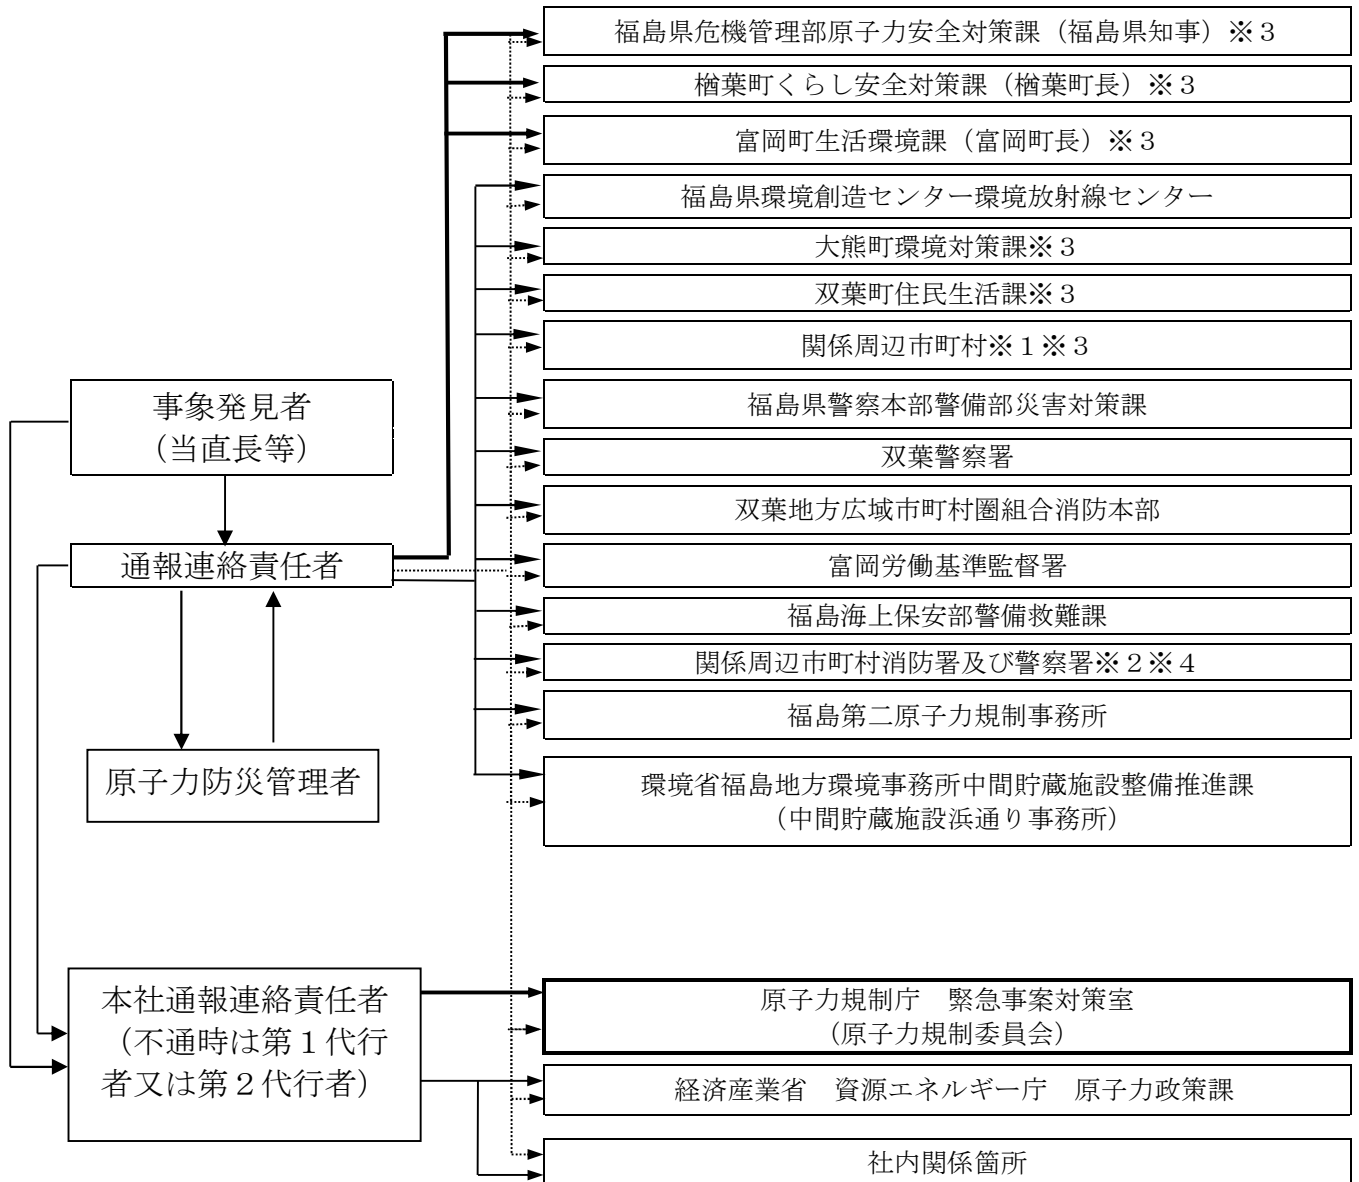 福島県危機管理部原子力安全対策課（福島県知事）※３
楢葉町くらし安全対策課（楢葉町長）※３
富岡町生活環境課（富岡町長）※３
福島県環境創造センター環境放射線センター
大熊町環境対策課※３
双葉町住民生活課※３
関係周辺市町村※１※３
福島県警察本部警備部災害対策課
双葉警察署
双葉地方広域市町村圏組合消防本部
富岡労働基準監督署
福島海上保安部警備救難課
関係周辺市町村消防署及び警察署※２※４
福島第二原子力規制事務所
環境省福島地方環境事務所中間貯蔵施設整備推進課
（中間貯蔵施設浜通り事務所）
事象発見者
（当直長等）
通報連絡責任者
原子力防災管理者
本社通報連絡責任者
（不通時は第１代行
者又は第２代行者）
原子力規制庁　緊急事案対策室
（原子力規制委員会）
経済産業省　資源エネルギー庁　原子力政策課
社内関係箇所